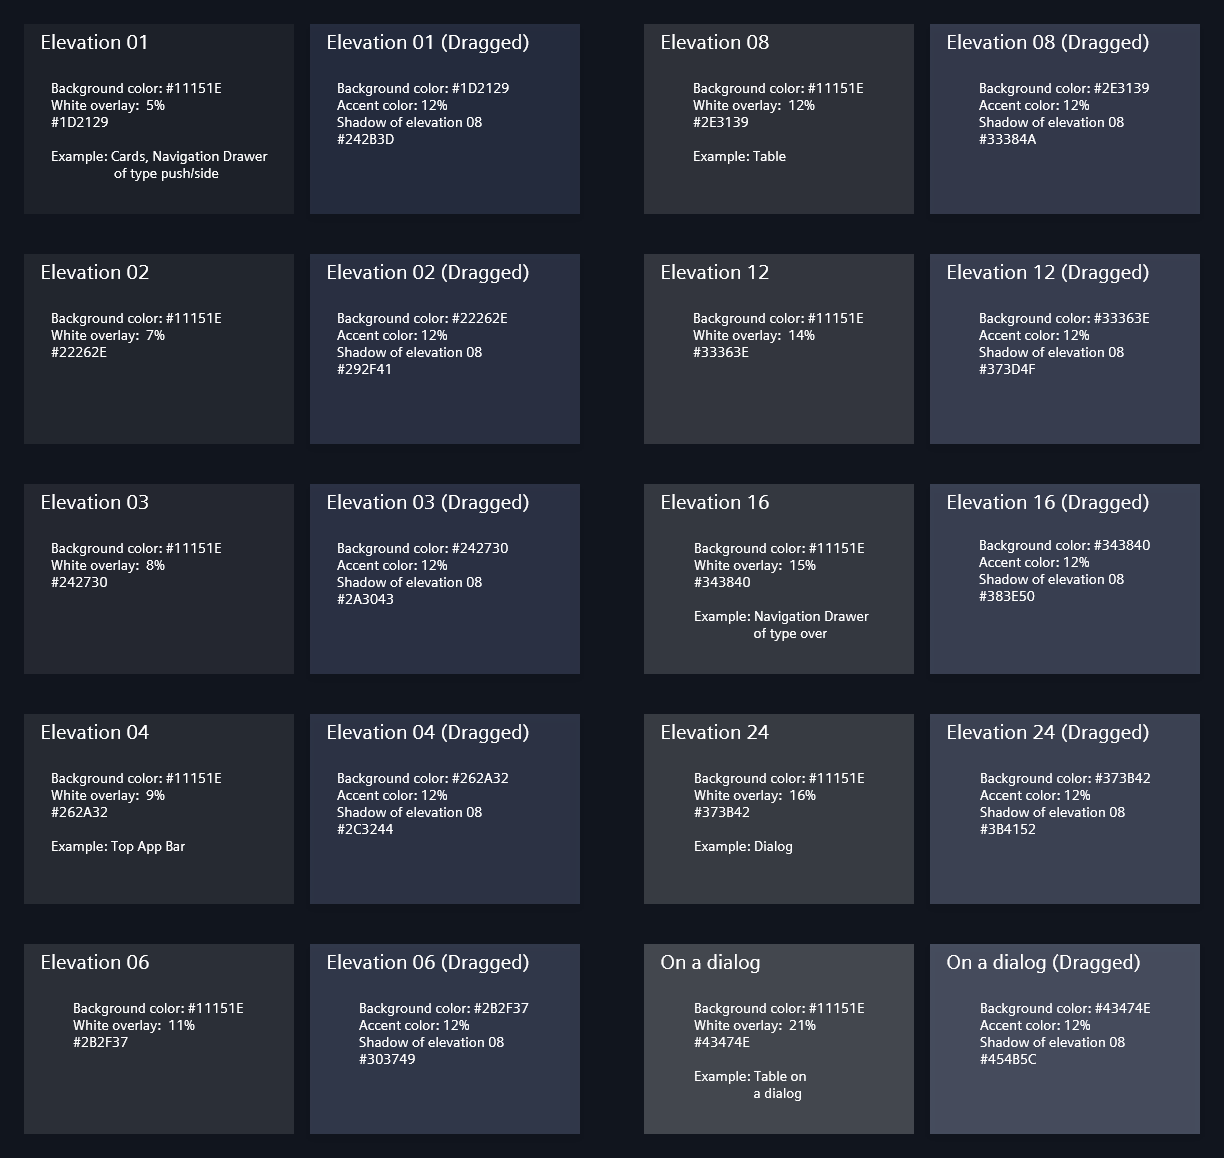 Elevation 01
Background color: #11151E
White overlay:  5%
#1D2129
Example: Cards, Navigation Drawer
of type push/side
Elevation 01 (Dragged)
Background color: #1D2129
Accent color: 12%
Shadow of elevation 08
#242B3D
Elevation 08
Background color: #11151E
White overlay:  12%
#2E3139
Example: Table
Elevation 08 (Dragged)
Background color: #2E3139
Accent color: 12%
Shadow of elevation 08
#33384A
Elevation 02
Background color: #11151E
White overlay:  7%
#22262E
Elevation 02 (Dragged)
Background color: #22262E
Accent color: 12%
Shadow of elevation 08
#292F41
Elevation 12
Background color: #11151E
White overlay:  14%
#33363E
Elevation 12 (Dragged)
Background color: #33363E
Accent color: 12%
Shadow of elevation 08
#373D4F
Elevation 03
Background color: #11151E
White overlay:  8%
#242730
Elevation 03 (Dragged)
Background color: #242730
Accent color: 12%
Shadow of elevation 08
#2A3043
Elevation 16
Background color: #11151E
White overlay:  15%
#343840
Example: Navigation Drawer
of type over
Elevation 16 (Dragged)
Background color: #343840
Accent color: 12%
Shadow of elevation 08
#383E50
Elevation 04
Background color: #11151E
White overlay:  9%
#262A32
Example: Top App Bar
Elevation 04 (Dragged)
Background color: #262A32
Accent color: 12%
Shadow of elevation 08
#2C3244
Elevation 24
Background color: #11151E
White overlay:  16%
#373B42
Example: Dialog
Elevation 24 (Dragged)
Background color: #373B42
Accent color: 12%
Shadow of elevation 08
#3B4152
Elevation 06
Background color: #11151E
White overlay:  11%
#2B2F37
Elevation 06 (Dragged)
Background color: #2B2F37
Accent color: 12%
Shadow of elevation 08
#303749
On a dialog
Background color: #11151E
White overlay:  21%
#43474E
Example: Table on
a dialog
On a dialog (Dragged)
Background color: #43474E
Accent color: 12%
Shadow of elevation 08
#454B5C